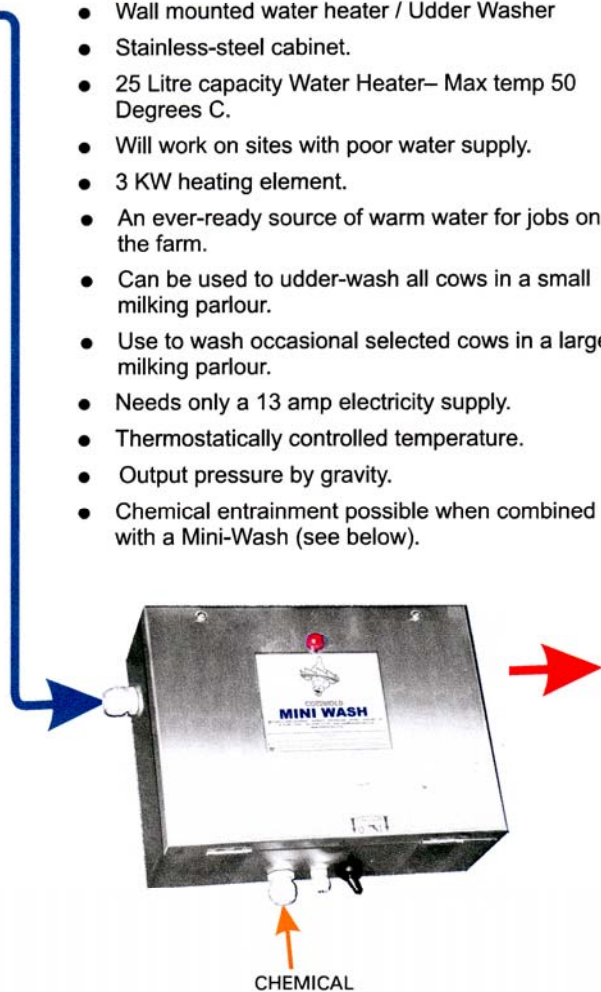 ● Wall mounted water heater / Udder Washer
● Stainless-steel cabinet.
● 25 Litre capacity Water Heater– Max temp 50
Degrees C.
● Will work on sites with poor water supply.
● 3 KW heating element.
● An ever-ready source of warm water for jobs on
the farm.
● Can be used to udder-wash all cows in a small
milking parlour.
● Use to wash occasional selected cows in a large
milking parlour.
● Needs only a 13 amp electricity supply.
● Thermostatically controlled temperature.
● Output pressure by gravity.
● Chemical entrainment possible when combined
with a Mini-Wash (see below).
COTSWOLD
MINI WASH
CHEMICAL